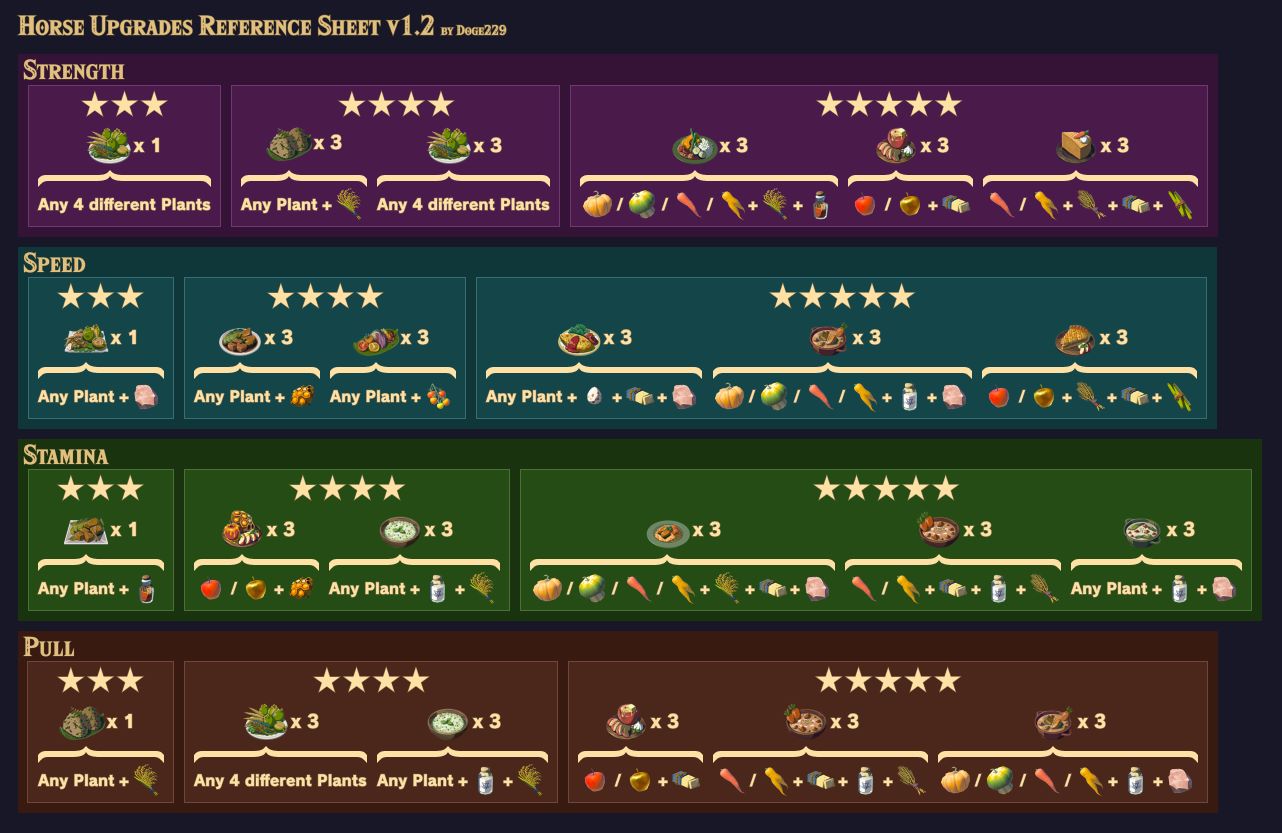 Horse Upgrades Reference Sheet v1.2 by Doge229
Strength
x 1
x 3
x 3
x 3
x 3
x 3
Any 4 different Plants
Any Plant +
Any 4 different Plants
/ / / + +
/ +
/ + + +
Speed
x 1
x 3
x 3
x 3
x 3
x 3
Any Plant +
Any Plant +
Any Plant +
Any Plant + + +
/ / / + +
/ + + +
Stamina
x 1
x 3
x 3
x 3
x 3
x 3
Any Plant +
/ +
Any Plant + +
/ / / + + +
/ + + +
Any Plant + +
Pull
x 1
x 3
x 3
x 3
x 3
x 3
Any Plant +
Any 4 different Plants
Any Plant + +
/ +
/ + + +
/ / / + +